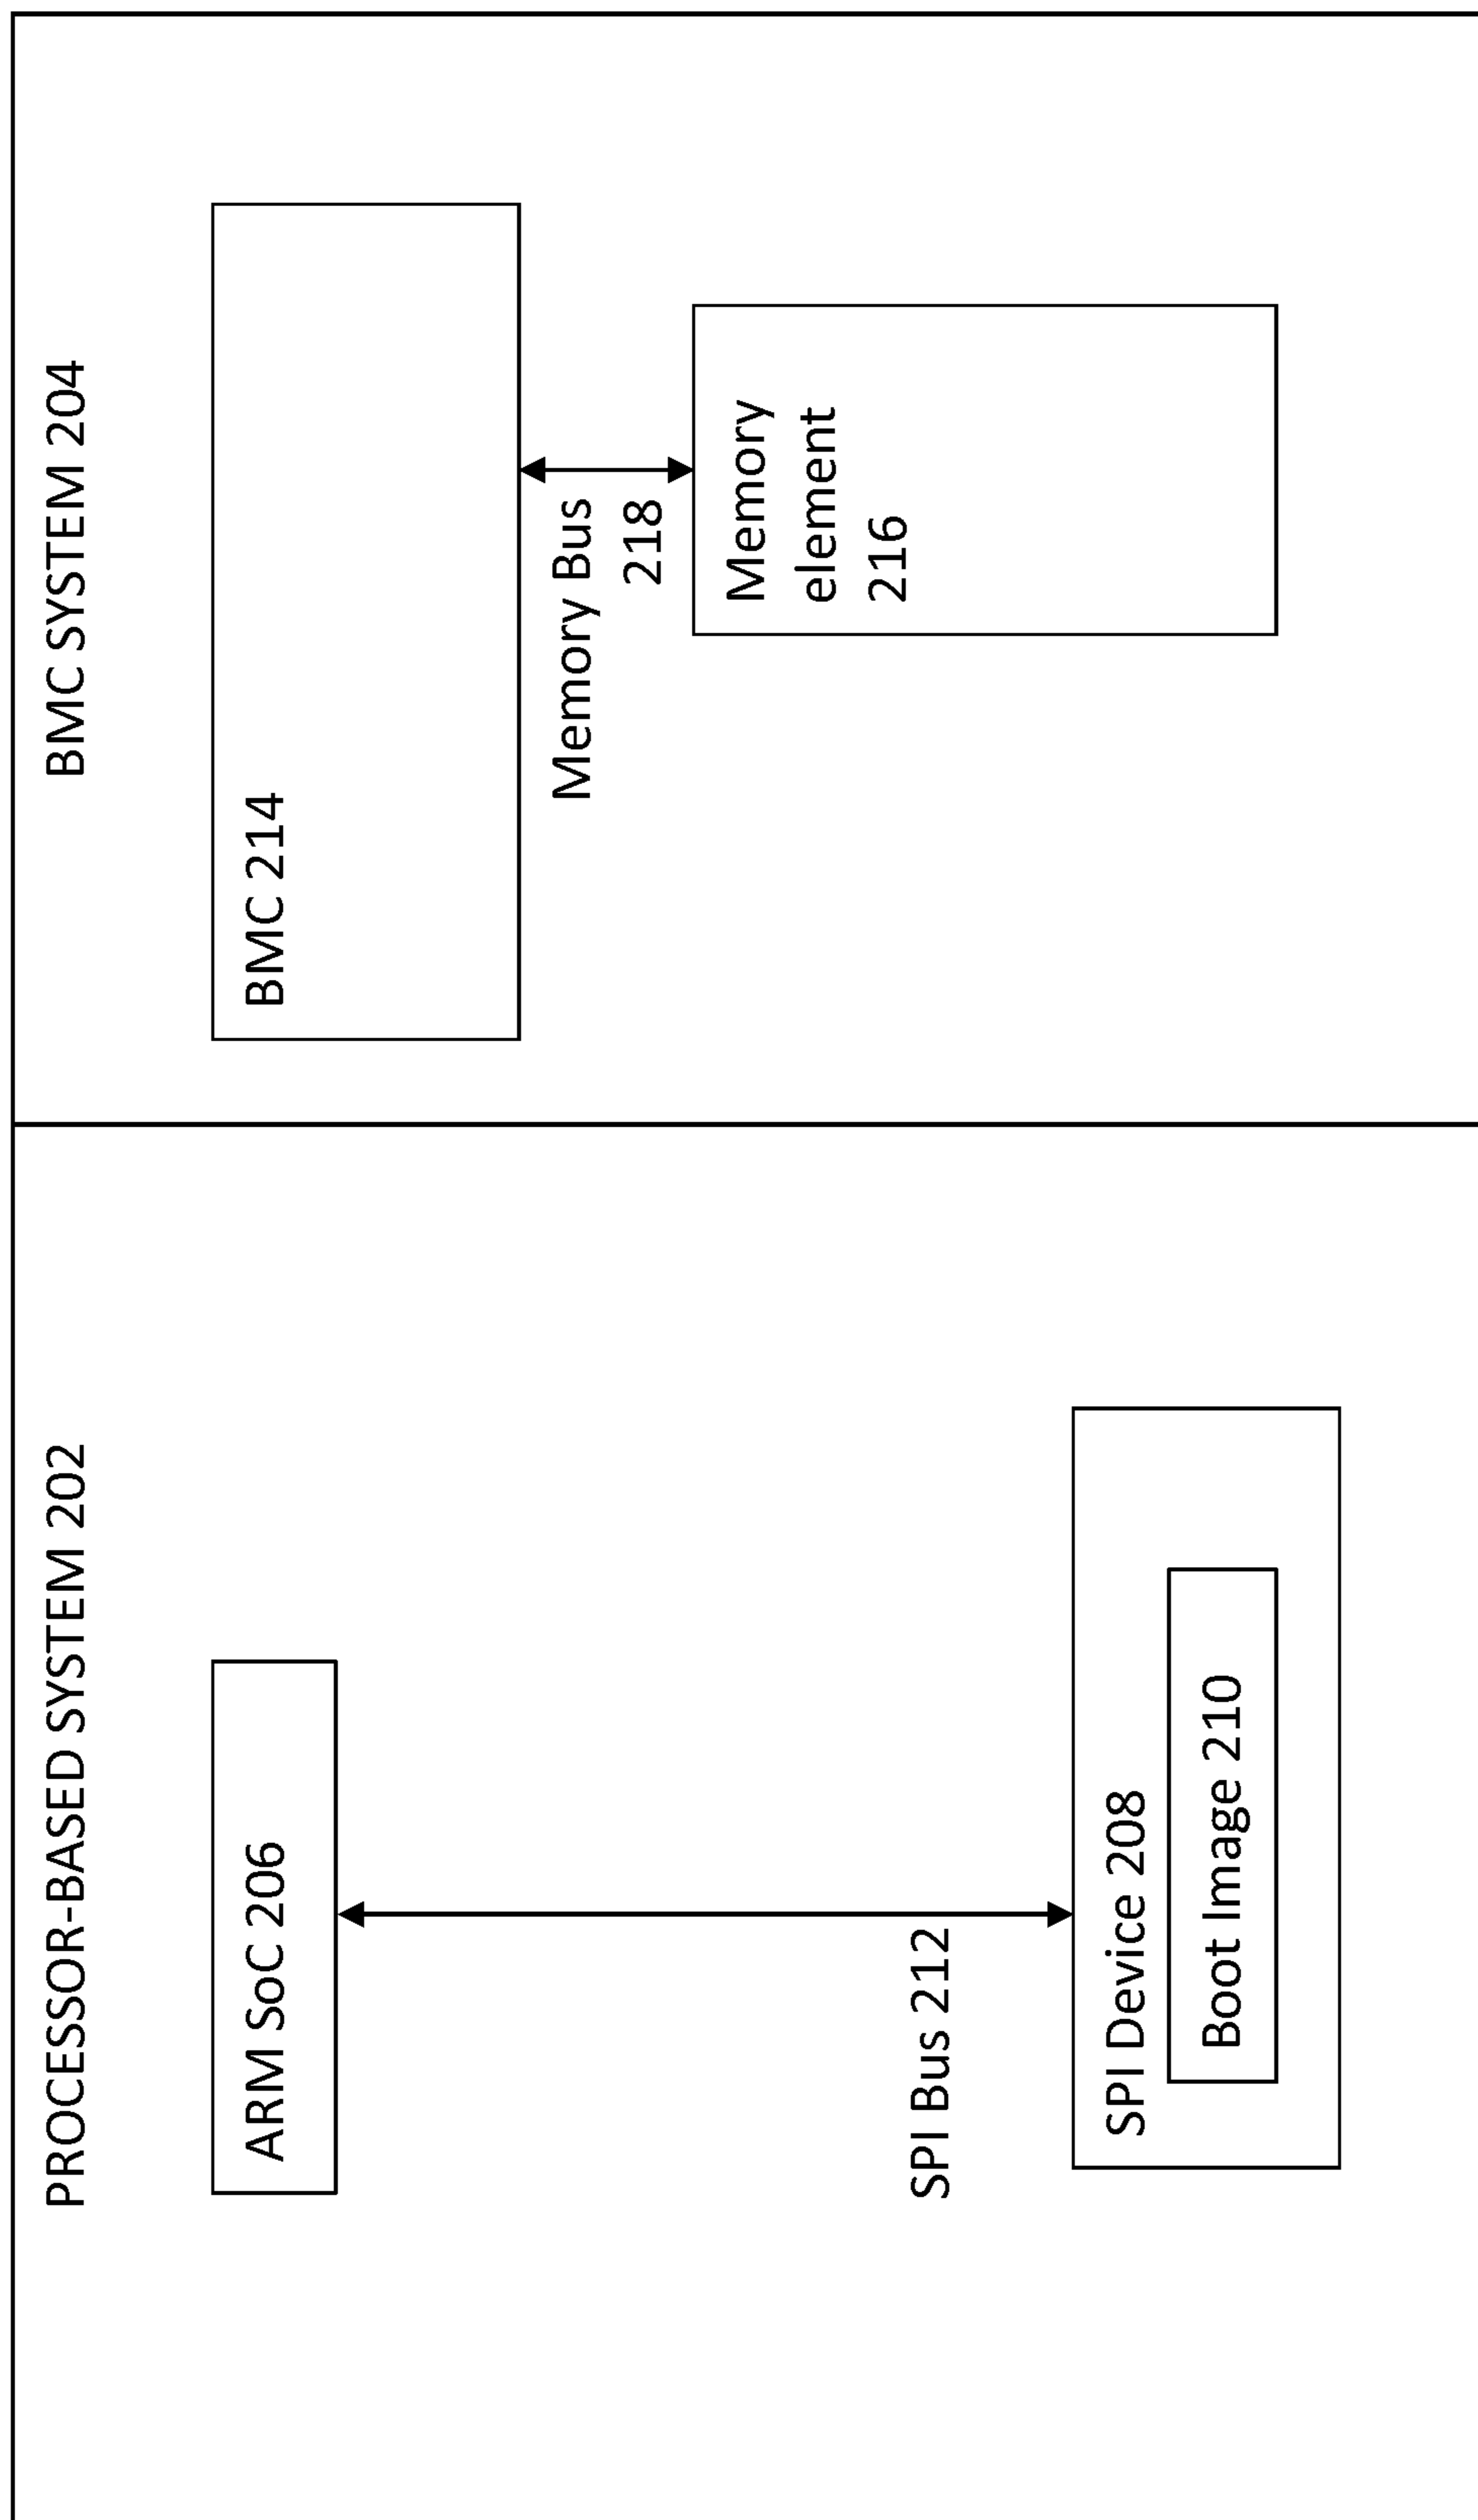 PROCESSOR-BASED SYSTEM 202
ARM SoC 206
SPI Bus 212
SPI Device 208
Boot Image 210
BMC SYSTEM 204
BMC 214
Memory Bus
218
Memory
element
216